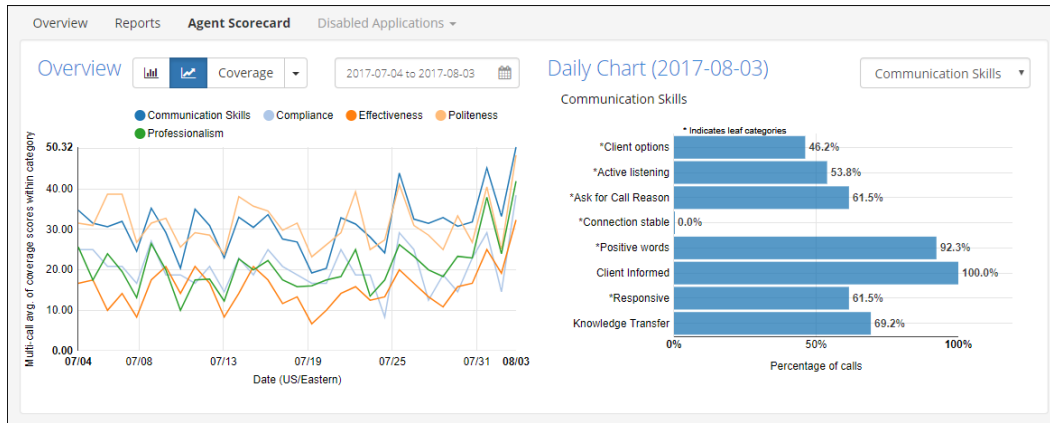 Overview Reports Agent Scorecard Disabled Applications
Overview Coverage 2017-07-04 to 2017-08-03
Communication Skills Compliance Effectiveness Politeness
Professionalism
Multi-call avg. of coverage scores within category
50.32
40.00
30.00
20.00
10.00
0.00
07/04 07/08 07/13 07/19 07/25 07/31 08/03
Date (US/Eastern)
Daily Chart (2017-08-03) Communication Skills
Communication Skills
* Indicates leaf categories
*Client options 46.2%
*Active listening 53.8%
*Ask for Call Reason 61.5%
*Connection stable 0.0%
*Positive words 92.3%
Client Informed 100.0%
*Responsive 61.5%
Knowledge Transfer 69.2%
0% 50% 100%
Percentage of calls